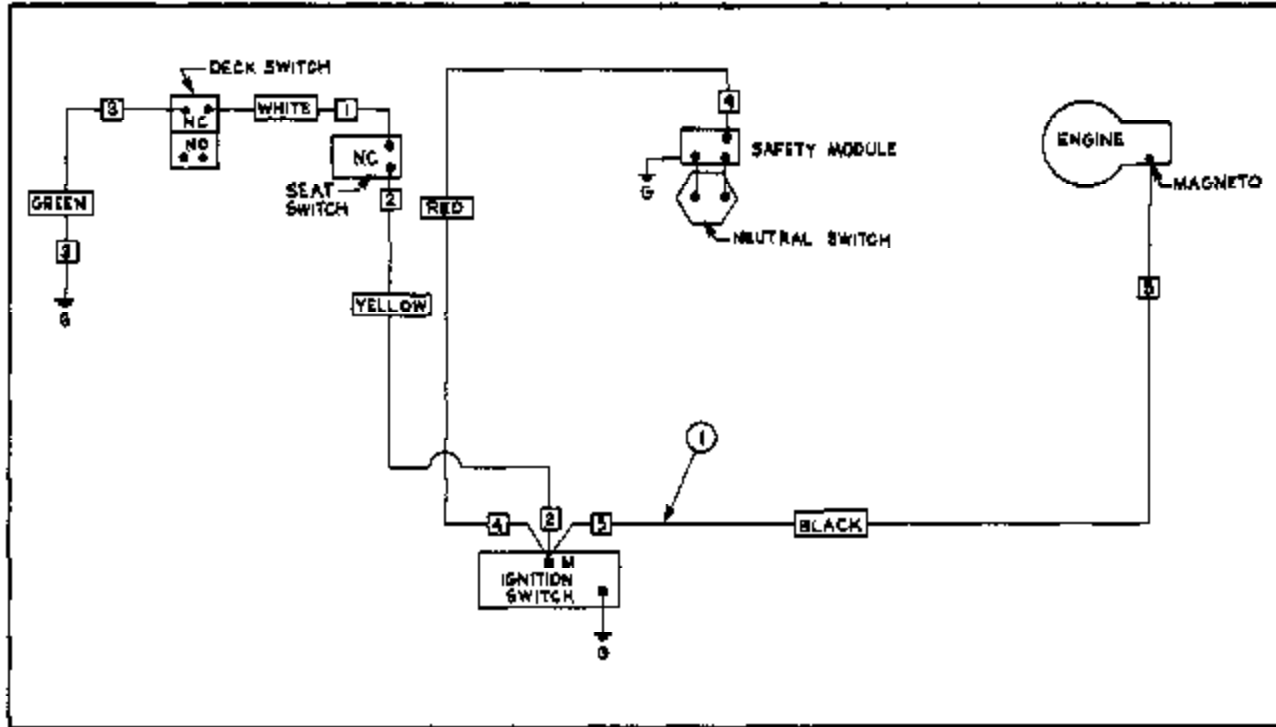 DECK SWITCH
3
WHITE
1
NC
NO
NC
SEAT
SWITCH
2
GREEN
3
G
YELLOW
RED
4
SAFETY MODULE
G
NEUTRAL SWITCH
ENGINE
MAGNETO
5
1
4
2
5
BLACK
M
IGNITION
SWITCH
G